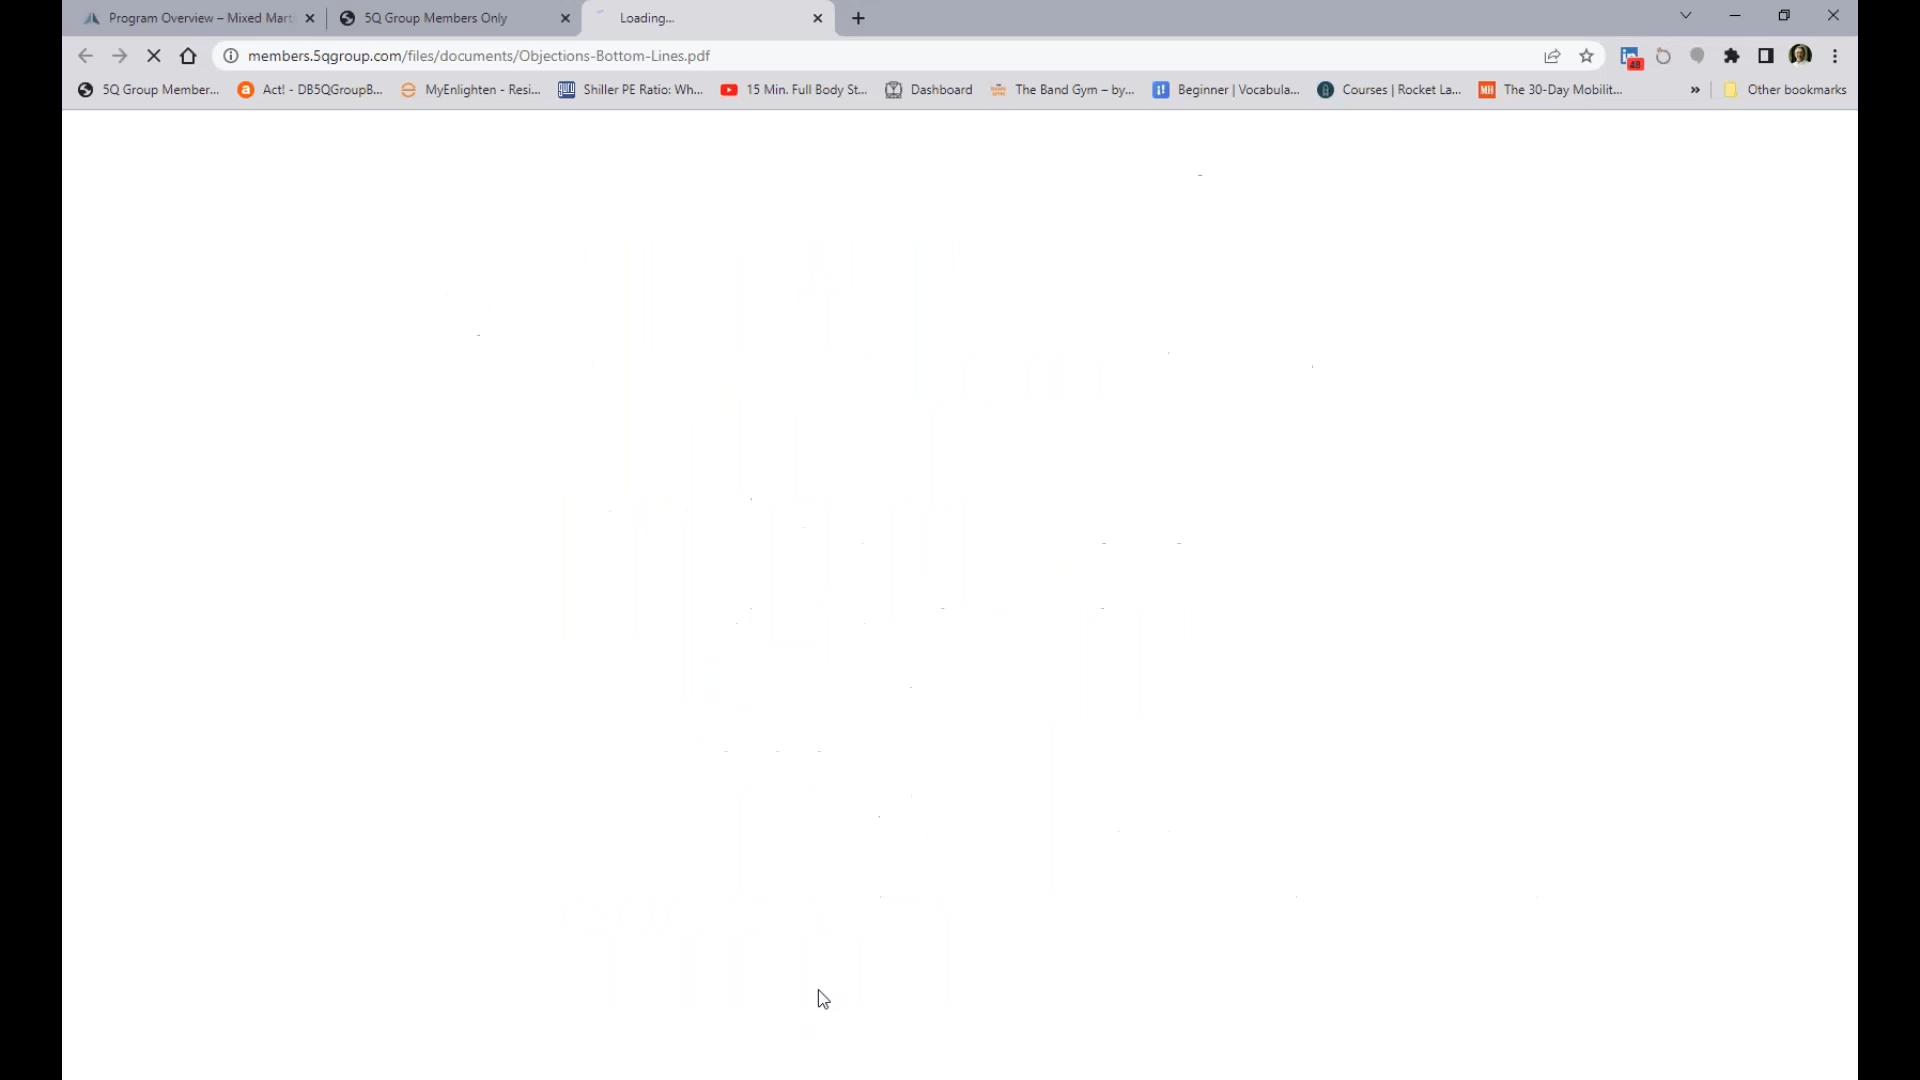 Program Overview – Mixed Mart
5Q Group Members Only
Loading...
members.5qgroup.com/files/documents/Objections-Bottom-Lines.pdf
48
5Q Group Member...
Act! - DB5QGroupB...
MyEnlighten - Resi...
Shiller PE Ratio: Wh...
15 Min. Full Body St...
Dashboard
The Band Gym – by...
Beginner | Vocabula...
Courses | Rocket La...
MH
The 30-Day Mobilit...
»
Other bookmarks